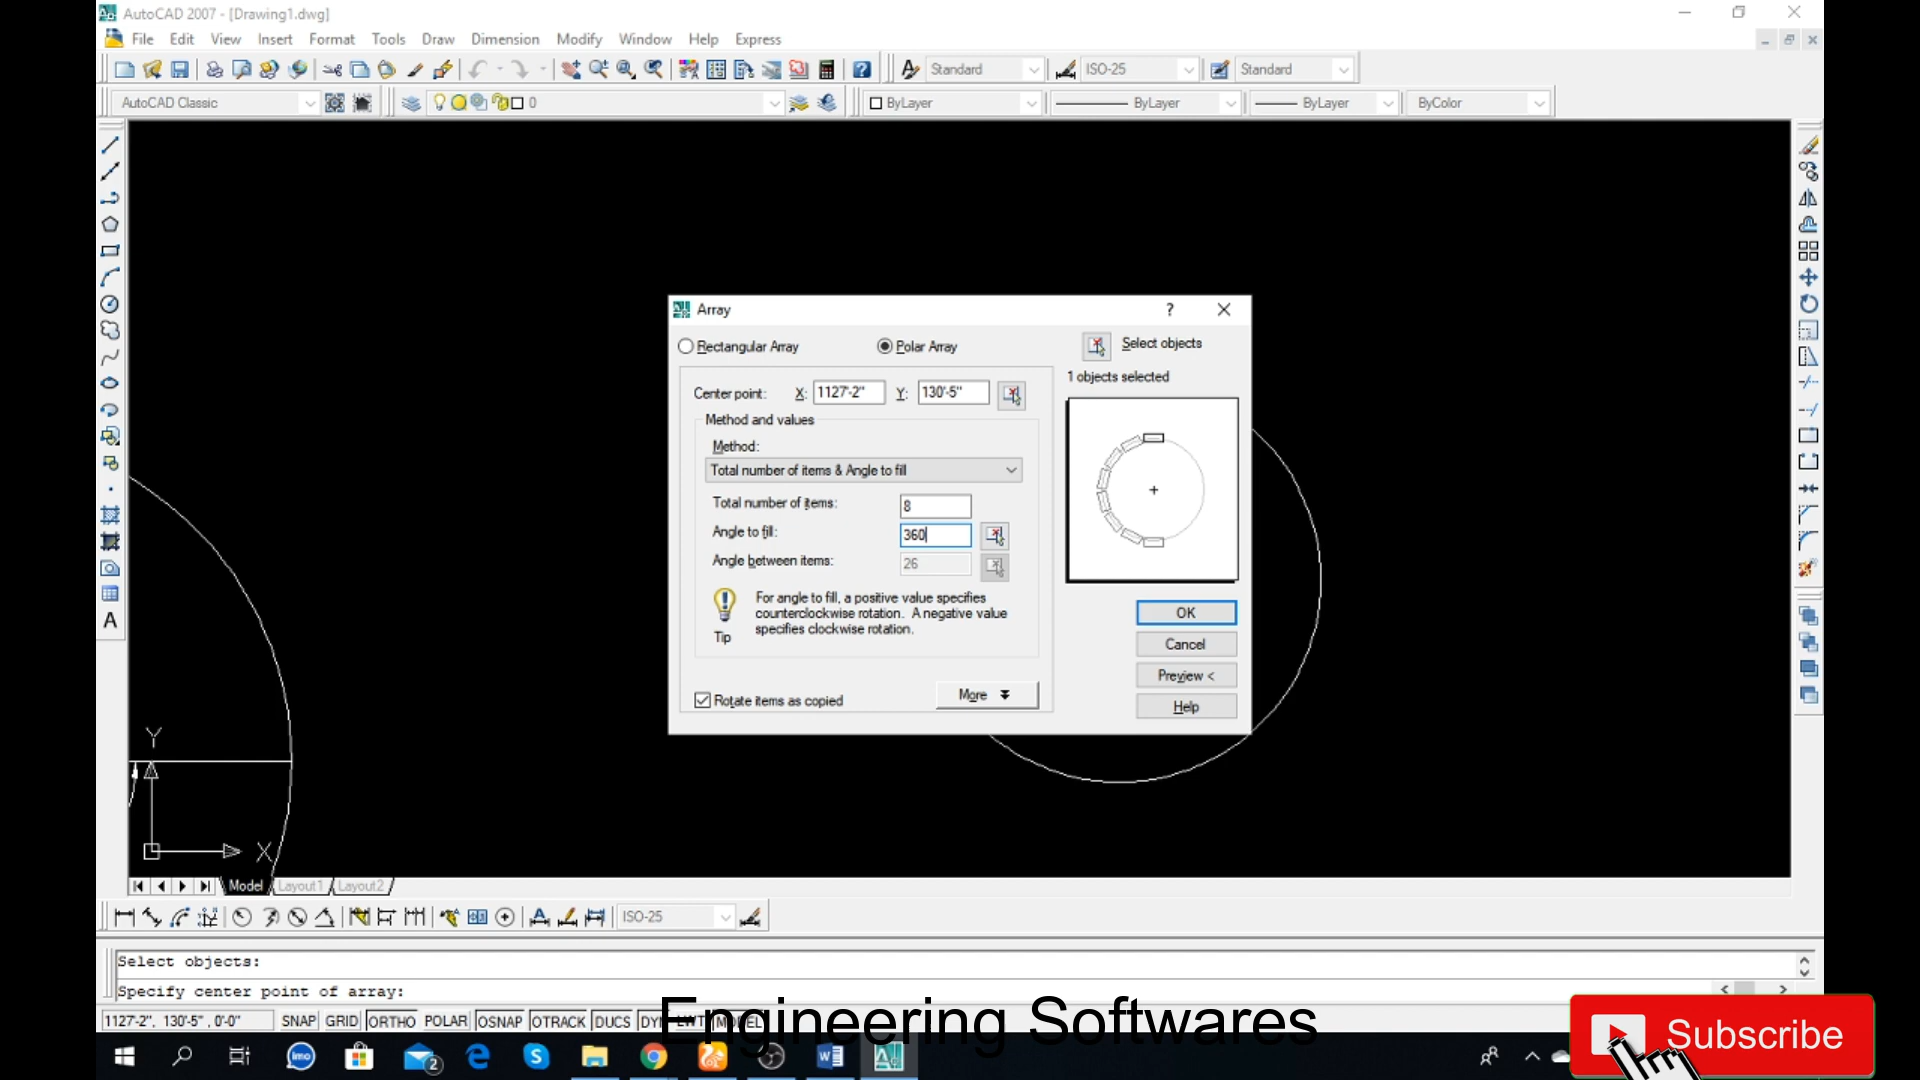 AutoCAD 2007 - [Drawing1.dwg]
File Edit View Insert Format Tools Draw Dimension Modify Window Help Express
Standard ISO-25 Standard
AutoCAD Classic 0 ByLayer ByLayer ByLayer ByColor
Array ?
Rectangular Array Polar Array Select objects
1 objects selected
Center point: X: 1127'-2" Y: 130'-5"
Method and values
Method:
Total number of items & Angle to fill
Total number of items: 8
Angle to fill: 360
Angle between items: 26
For angle to fill, a positive value specifies
counterclockwise rotation. A negative value
specifies clockwise rotation.
Tip
OK
Cancel
Preview <
Help
Rotate items as copied More
A
Y
X
Model Layout1 Layout2
ISO-25
Select objects:
Specify center point of array:
1127'-2", 130'-5" , 0'-0" SNAP GRID ORTHO POLAR OSNAP OTRACK DUCS DYN LWT MODEL
Engineering Softwares
Subscribe
imo 2